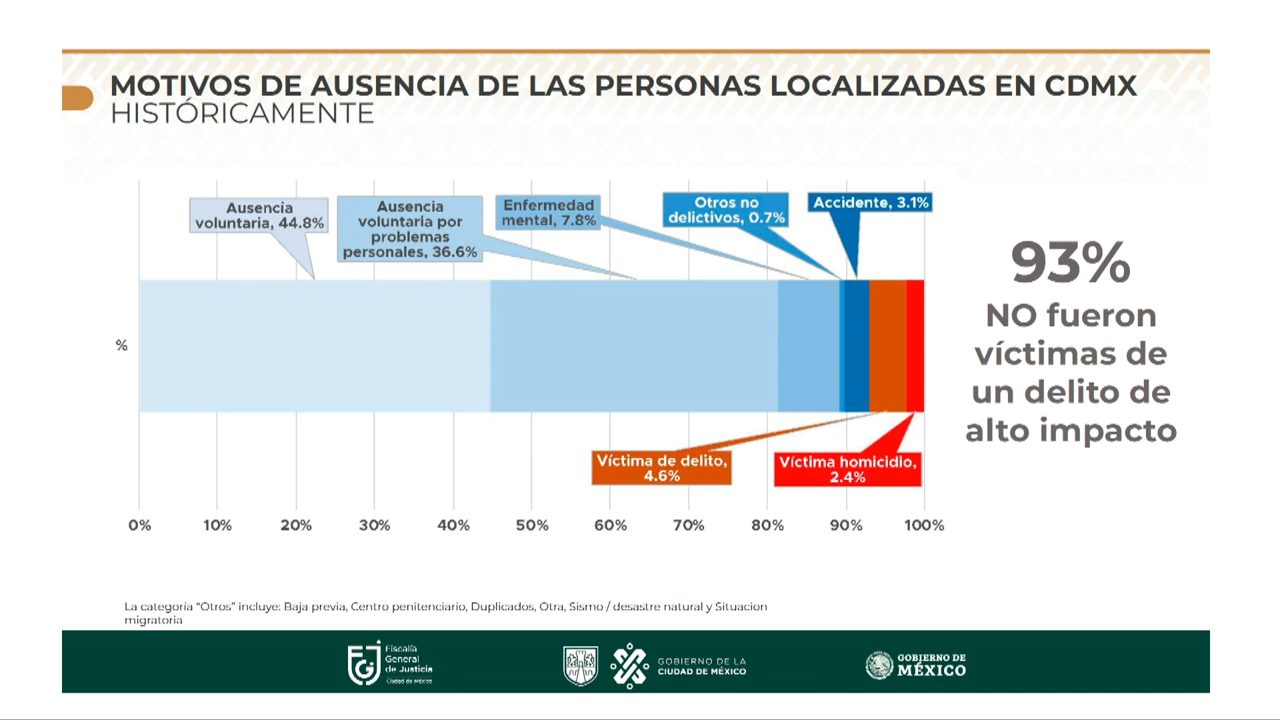 MOTIVOS DE AUSENCIA DE LAS PERSONAS LOCALIZADAS EN CDMX
HISTÓRICAMENTE
Ausencia
voluntaria, 44.8%
Ausencia
voluntaria por
problemas
personales, 36.6%
Enfermedad
mental, 7.8%
Otros no
delictivos, 0.7%
Accidente, 3.1%
93%
NO fueron
víctimas de
un delito de
alto impacto
%
Víctima de delito,
4.6%
Víctima homicidio,
2.4%
0% 10% 20% 30% 40% 50% 60% 70% 80% 90% 100%
La categoría “Otros” incluye: Baja previa, Centro penitenciario, Duplicados, Otra, Sismo / desastre natural y Situacion
migratoria
FGJ
Fiscalía
General
de Justicia
Ciudad de México
GOBIERNO DE LA
CIUDAD DE MÉXICO
GOBIERNO DE
MÉXICO